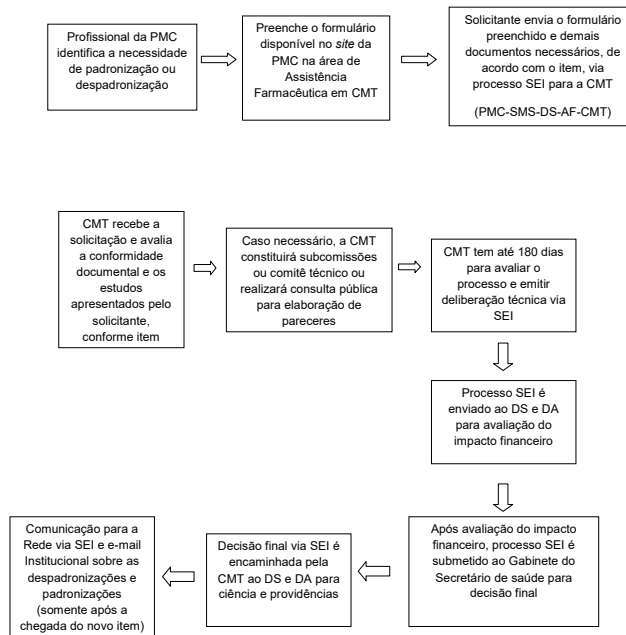 Profissional da PMC
identifica a necessidade
de padronização ou
despadronização
Preenche o formulário
disponível no site da
PMC na área de
Assistência
Farmacêutica em CMT
Solicitante envia o formulário
preenchido e demais
documentos necessários, de
acordo com o item, via
processo SEI para a CMT
(PMC-SMS-DS-AF-CMT)
CMT recebe a
solicitação e avalia
a conformidade
documental e os
estudos
apresentados pelo
solicitante,
conforme item
Caso necessário, a CMT
constituirá subcomissões
ou comitê técnico ou
realizará consulta pública
para elaboração de
pareceres
CMT tem até 180 dias
para avaliar o
processo e emitir
deliberação técnica via
SEI
Processo SEI é
enviado ao DS e DA
para avaliação do
impacto financeiro
Após avaliação do impacto
financeiro, processo SEI é
submetido ao Gabinete do
Secretário de saúde para
decisão final
Decisão final via SEI é
encaminhada pela
CMT ao DS e DA para
ciência e providências
Comunicação para a
Rede via SEI e e-mail
Institucional sobre as
despadronizações e
padronizações
(somente após a
chegada do novo item)